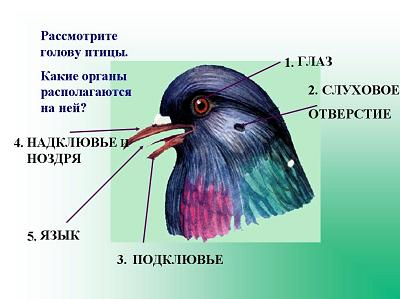 Рассмотрите
голову птицы.
Какие органы
располагаются
на ней?
1. ГЛАЗ
2. СЛУХОВОЕ
ОТВЕРСТИЕ
4. НАДКЛЮВЬЕ И
НОЗДРЯ
5. ЯЗЫК
3. ПОДКЛЮВЬЕ